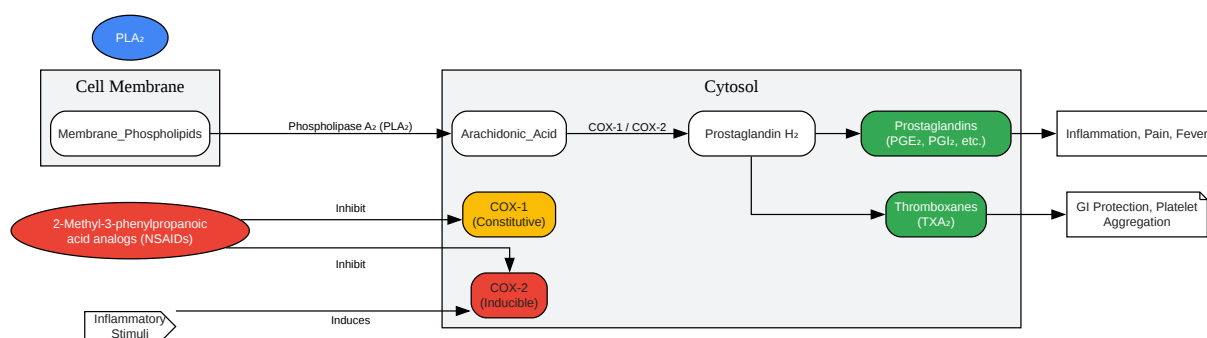 PLA₂
Cell Membrane
Cytosol
Membrane_Phospholipids
Phospholipase A₂ (PLA₂)
Arachidonic_Acid
COX-1 / COX-2
Prostaglandin H₂
Prostaglandins
(PGE₂, PGI₂, etc.)
Inflammation, Pain, Fever
2-Methyl-3-phenylpropanoic
acid analogs (NSAIDs)
Inhibit
Inhibit
COX-1
(Constitutive)
Thromboxanes
(TXA₂)
GI Protection, Platelet
Aggregation
COX-2
(Inducible)
Inflammatory
Stimuli
Induces